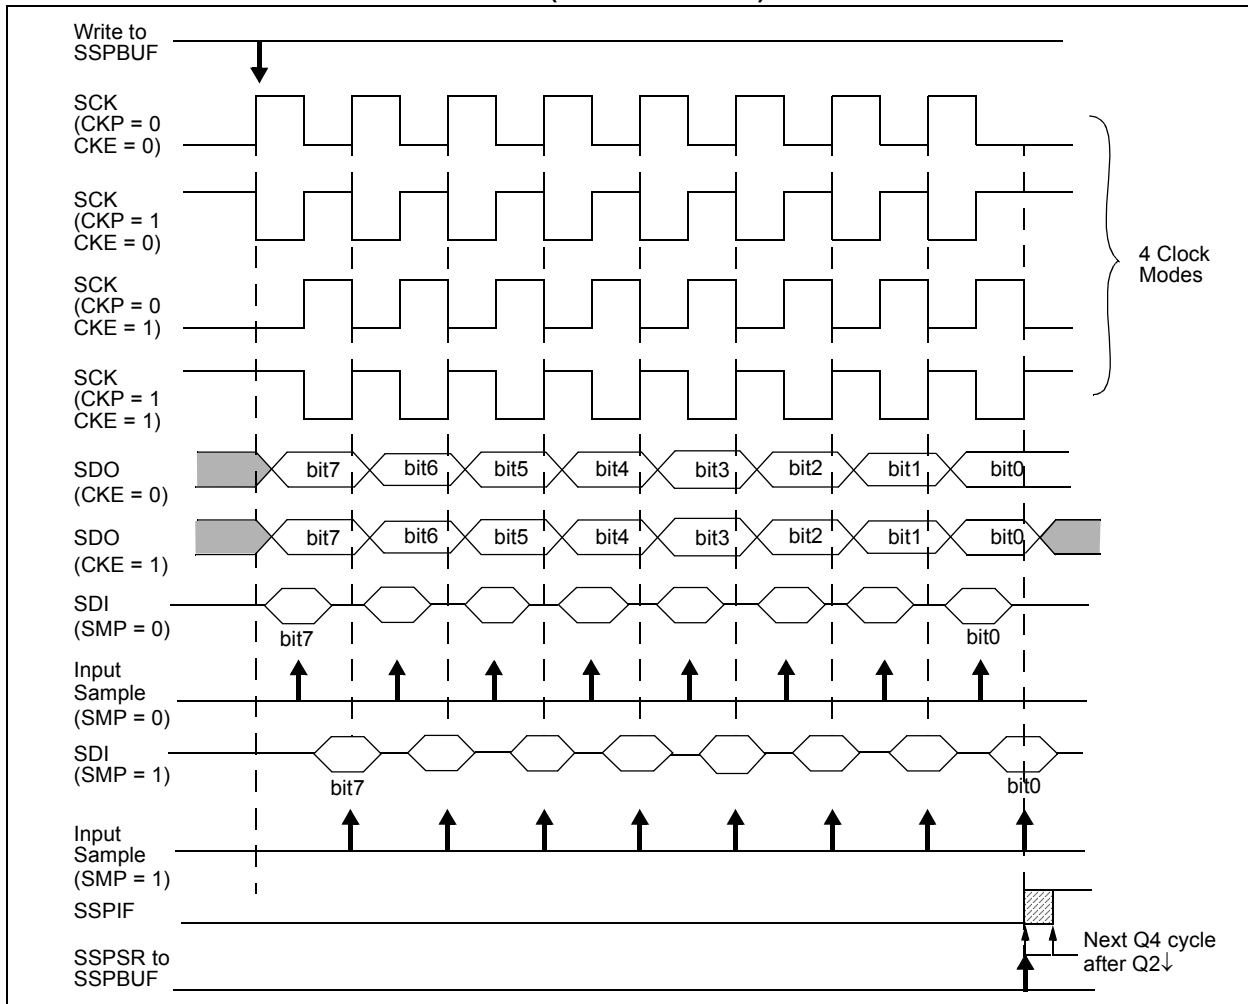 Write to
SSPBUF
SCK
(CKP = 0
CKE = 0)
SCK
(CKP = 1
CKE = 0)
SCK
(CKP = 0
CKE = 1)
SCK
(CKP = 1
CKE = 1)
4 Clock
Modes
SDO
(CKE = 0)
bit7 bit6 bit5 bit4 bit3 bit2 bit1 bit0
SDO
(CKE = 1)
bit7 bit6 bit5 bit4 bit3 bit2 bit1 bit0
SDI
(SMP = 0)
bit7 bit0
Input
Sample
(SMP = 0)
SDI
(SMP = 1)
bit7 bit0
Input
Sample
(SMP = 1)
SSPIF
SSPSR to
SSPBUF
Next Q4 cycle
after Q2↓